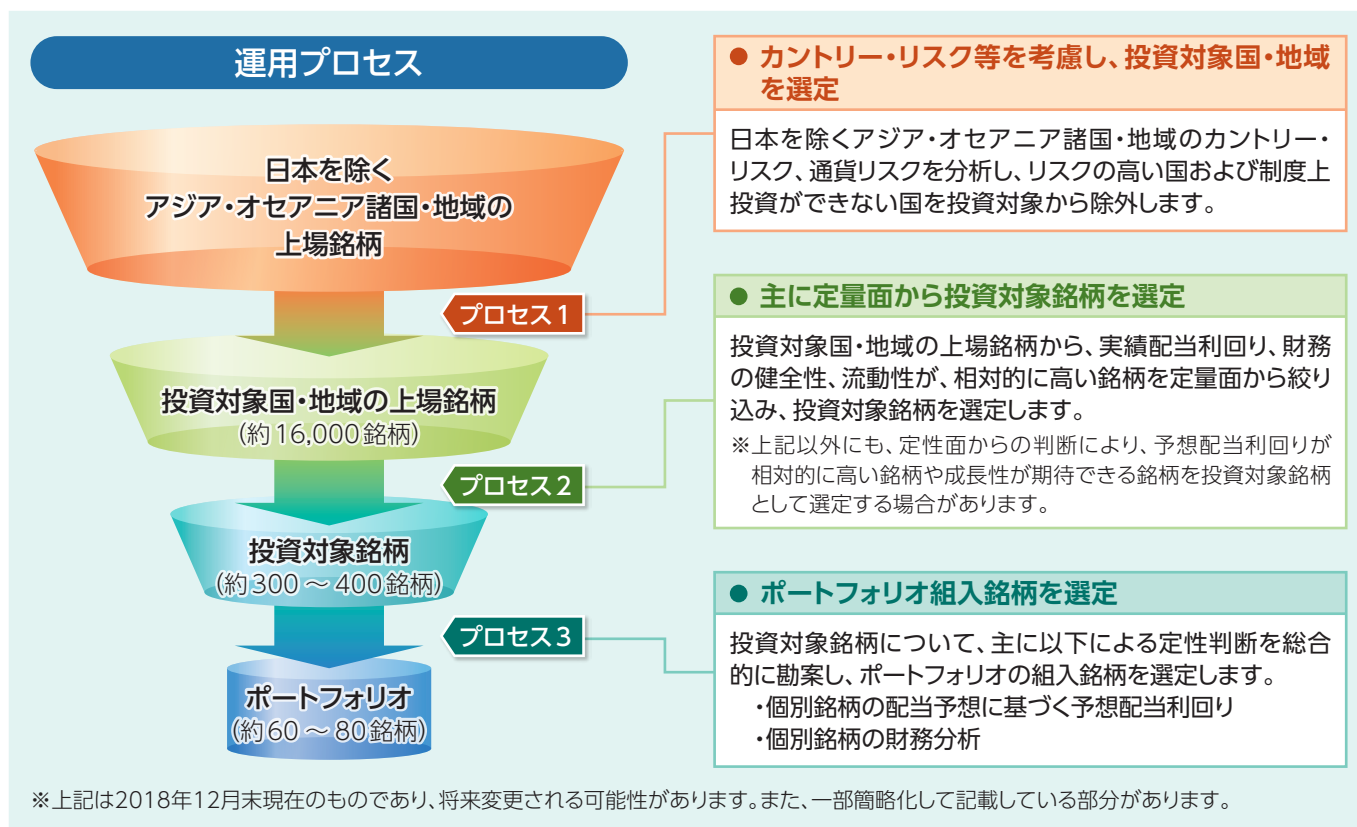 運用プロセス
日本を除く
アジア・オセアニア諸国・地域の
上場銘柄
プロセス1
投資対象国・地域の上場銘柄
(約16,000銘柄)
プロセス2
投資対象銘柄
(約300～400銘柄)
プロセス3
ポートフォリオ
(約60～80銘柄)
● カントリー・リスク等を考慮し、投資対象国・地域
を選定
日本を除くアジア・オセアニア諸国・地域のカントリー・
リスク、通貨リスクを分析し、リスクの高い国および制度上
投資ができない国を投資対象から除外します。
● 主に定量面から投資対象銘柄を選定
投資対象国・地域の上場銘柄から、実績配当利回り、財務
の健全性、流動性が、相対的に高い銘柄を定量面から絞り
込み、投資対象銘柄を選定します。
※上記以外にも、定性面からの判断により、予想配当利回りが
相対的に高い銘柄や成長性が期待できる銘柄を投資対象銘柄
として選定する場合があります。
● ポートフォリオ組入銘柄を選定
投資対象銘柄について、主に以下による定性判断を総合
的に勘案し、ポートフォリオの組入銘柄を選定します。
・個別銘柄の配当予想に基づく予想配当利回り
・個別銘柄の財務分析
※上記は2018年12月末現在のものであり、将来変更される可能性があります。また、一部簡略化して記載している部分があります。